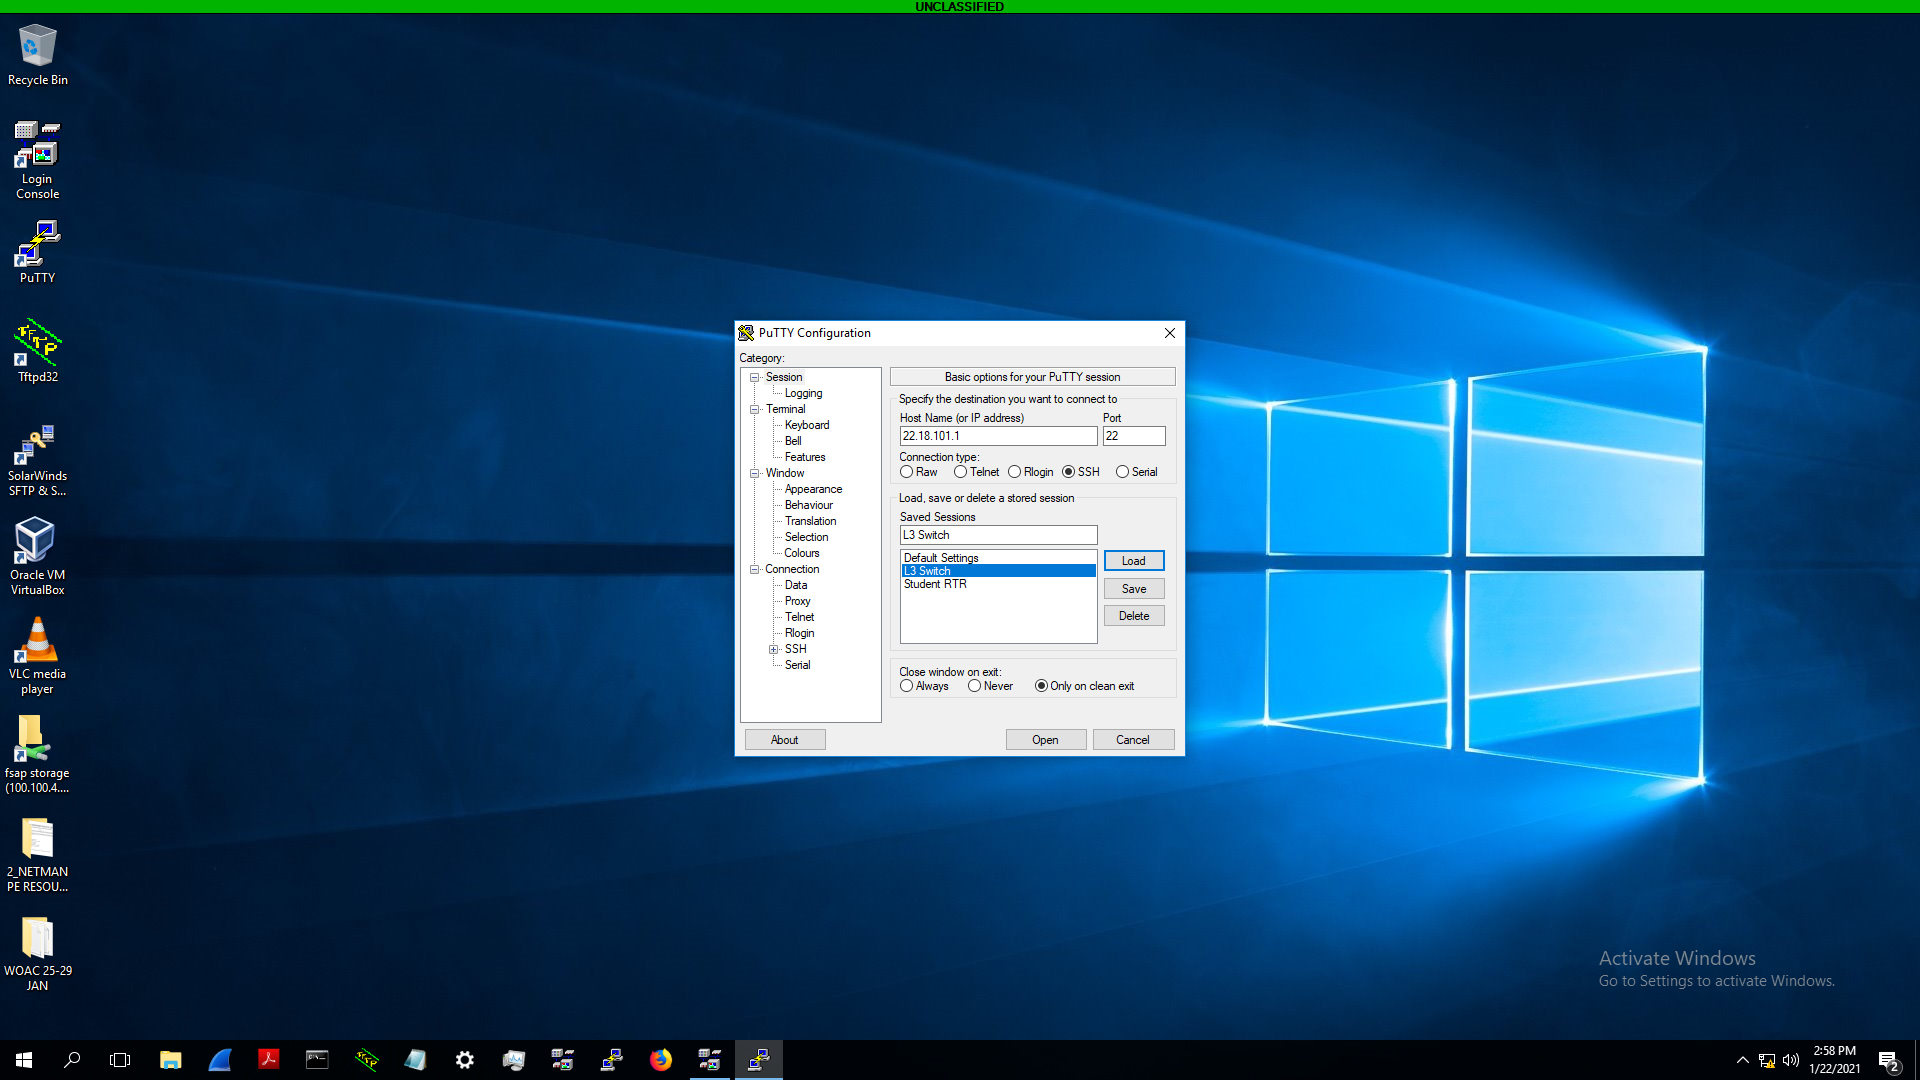 UNCLASSIFIED
Recycle Bin
Login
Console
PuTTY
Tftpd32
SolarWinds
SFTP & S...
Oracle VM
VirtualBox
VLC media
player
fsap storage
(100.100.4....
2_NETMAN
PE RESOU...
WOAC 25-29
JAN
PuTTY Configuration
Category:
Session
Logging
Terminal
Keyboard
Bell
Features
Window
Appearance
Behaviour
Translation
Selection
Colours
Connection
Data
Proxy
Telnet
Rlogin
SSH
Serial
Basic options for your PuTTY session
Specify the destination you want to connect to
Host Name (or IP address) Port
22.18.101.1 22
Connection type:
Raw Telnet Rlogin SSH Serial
Load, save or delete a stored session
Saved Sessions
L3 Switch
Default Settings
L3 Switch
Student RTR
Load
Save
Delete
Close window on exit:
Always Never Only on clean exit
About Open Cancel
Activate Windows
Go to Settings to activate Windows.
2:58 PM
1/22/2021
2